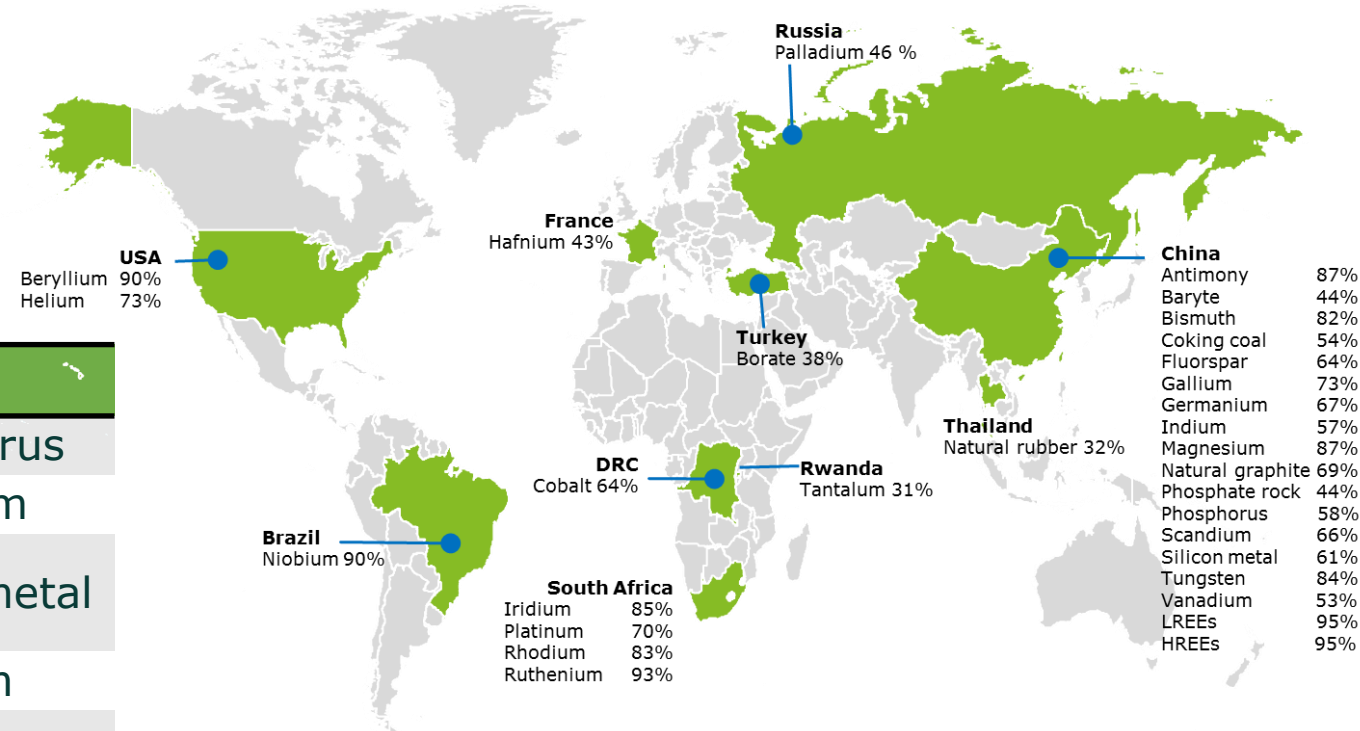 Russia
Palladium 46 %
France
Hafnium 43%
USA
Beryllium 90%
Helium 73%
China
Antimony 87%
Baryte 44%
Bismuth 82%
Coking coal 54%
Fluorspar 64%
Gallium 73%
Germanium 67%
Indium 57%
Magnesium 87%
Natural graphite 69%
Phosphate rock 44%
Phosphorus 58%
Scandium 66%
Silicon metal 61%
Tungsten 84%
Vanadium 53%
LREEs 95%
HREEs 95%
Turkey
Borate 38%
Thailand
Natural rubber 32%
DRC
Cobalt 64%
Rwanda
Tantalum 31%
Brazil
Niobium 90%
South Africa
Iridium 85%
Platinum 70%
Rhodium 83%
Ruthenium 93%
rus
m
netal